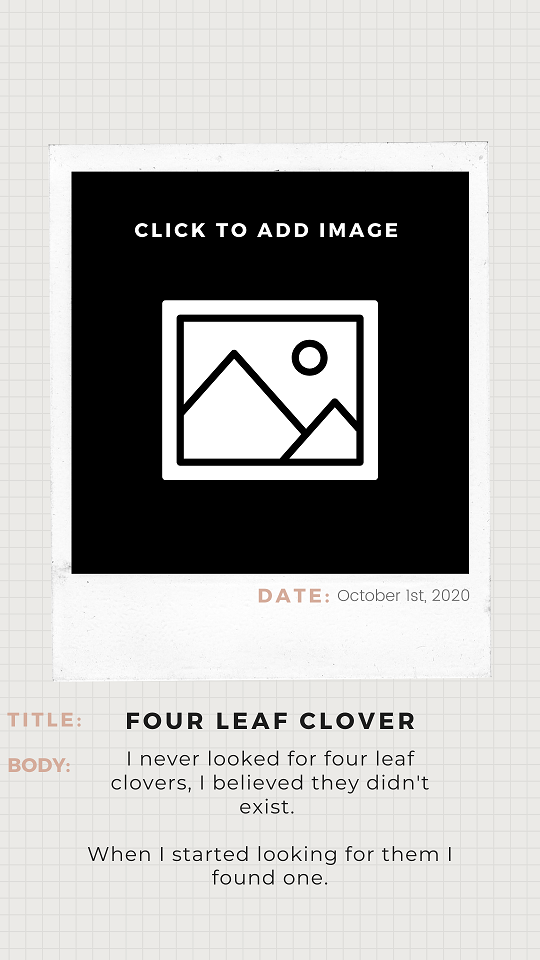 CLICK TO ADD IMAGE
DATE: October 1st, 2020
TITLE: FOUR LEAF CLOVER
BODY: I never looked for four leaf
clovers, I believed they didn't
exist.
When I started looking for them I
found one.